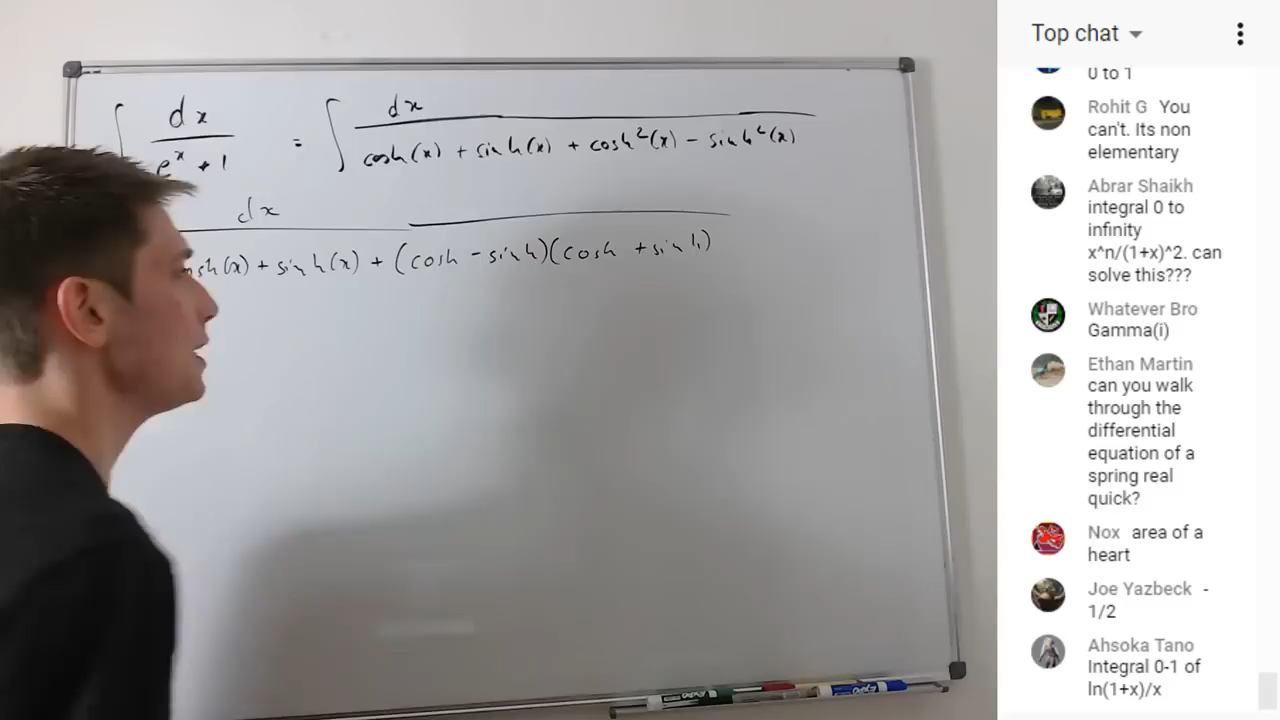 ∫ dx / (e^x + 1) = ∫ dx / (cosh(x) + sinh(x) + cosh²(x) - sinh²(x))
dx / (cosh(x) + sinh(x) + (cosh - sinh)(cosh + sinh))
Top chat
0 to 1
Rohit G You
can't. Its non
elementary
Abrar Shaikh
integral 0 to
infinity
x^n/(1+x)^2. can
solve this???
Whatever Bro
Gamma(i)
Ethan Martin
can you walk
through the
differential
equation of a
spring real
quick?
Nox area of a
heart
Joe Yazbeck -
1/2
Ahsoka Tano
Integral 0-1 of
ln(1+x)/x